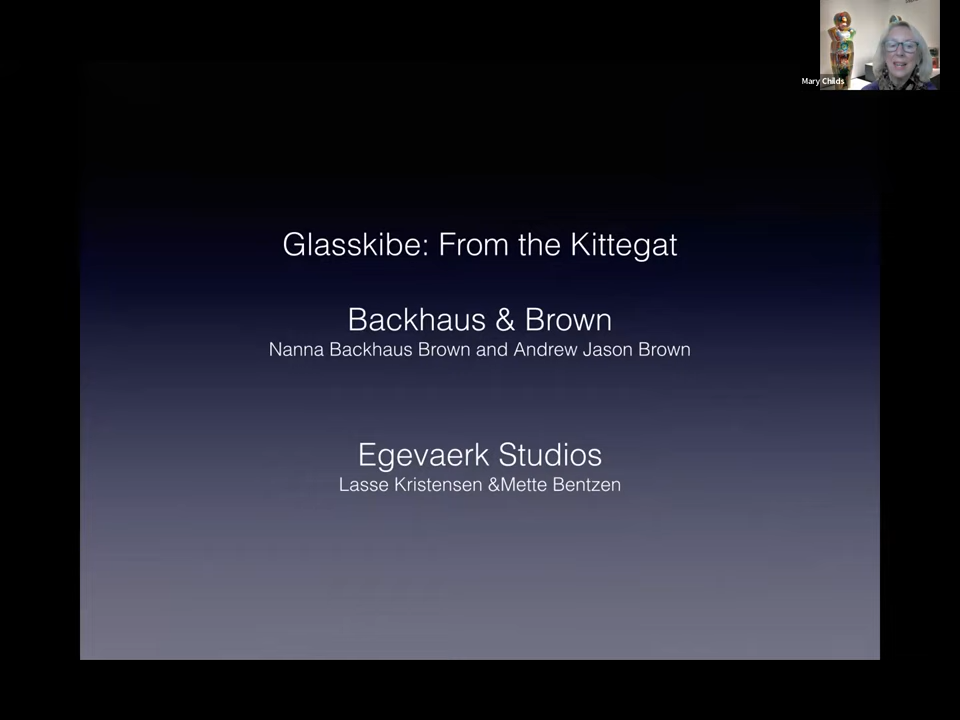 Mary Childs
Glasskibe: From the Kittegat
Backhaus & Brown
Nanna Backhaus Brown and Andrew Jason Brown
Egevaerk Studios
Lasse Kristensen &Mette Bentzen